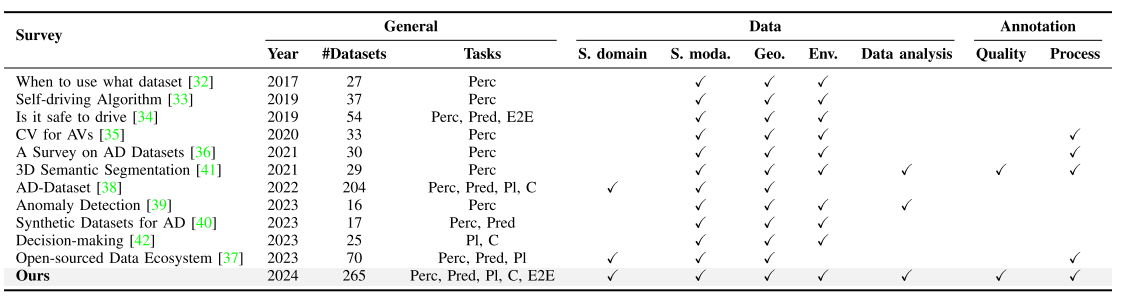 Survey General Data Annotation
Year #Datasets Tasks S. domain S. moda. Geo. Env. Data analysis Quality Process
When to use what dataset [32] 2017 27 Perc ✓ ✓ ✓
Self-driving Algorithm [33] 2019 37 Perc ✓ ✓ ✓
Is it safe to drive [34] 2019 54 Perc, Pred, E2E ✓ ✓ ✓
CV for AVs [35] 2020 33 Perc ✓ ✓ ✓ ✓
A Survey on AD Datasets [36] 2021 30 Perc ✓ ✓ ✓ ✓
3D Semantic Segmentation [41] 2021 29 Perc ✓ ✓ ✓ ✓ ✓ ✓
AD-Dataset [38] 2022 204 Perc, Pred, Pl, C ✓ ✓ ✓
Anomaly Detection [39] 2023 16 Perc ✓ ✓ ✓ ✓
Synthetic Datasets for AD [40] 2023 17 Perc, Pred ✓ ✓ ✓
Decision-making [42] 2023 25 Pl, C ✓ ✓ ✓
Open-sourced Data Ecosystem [37] 2023 70 Perc, Pred, Pl ✓ ✓ ✓ ✓
Ours 2024 265 Perc, Pred, Pl, C, E2E ✓ ✓ ✓ ✓ ✓ ✓ ✓